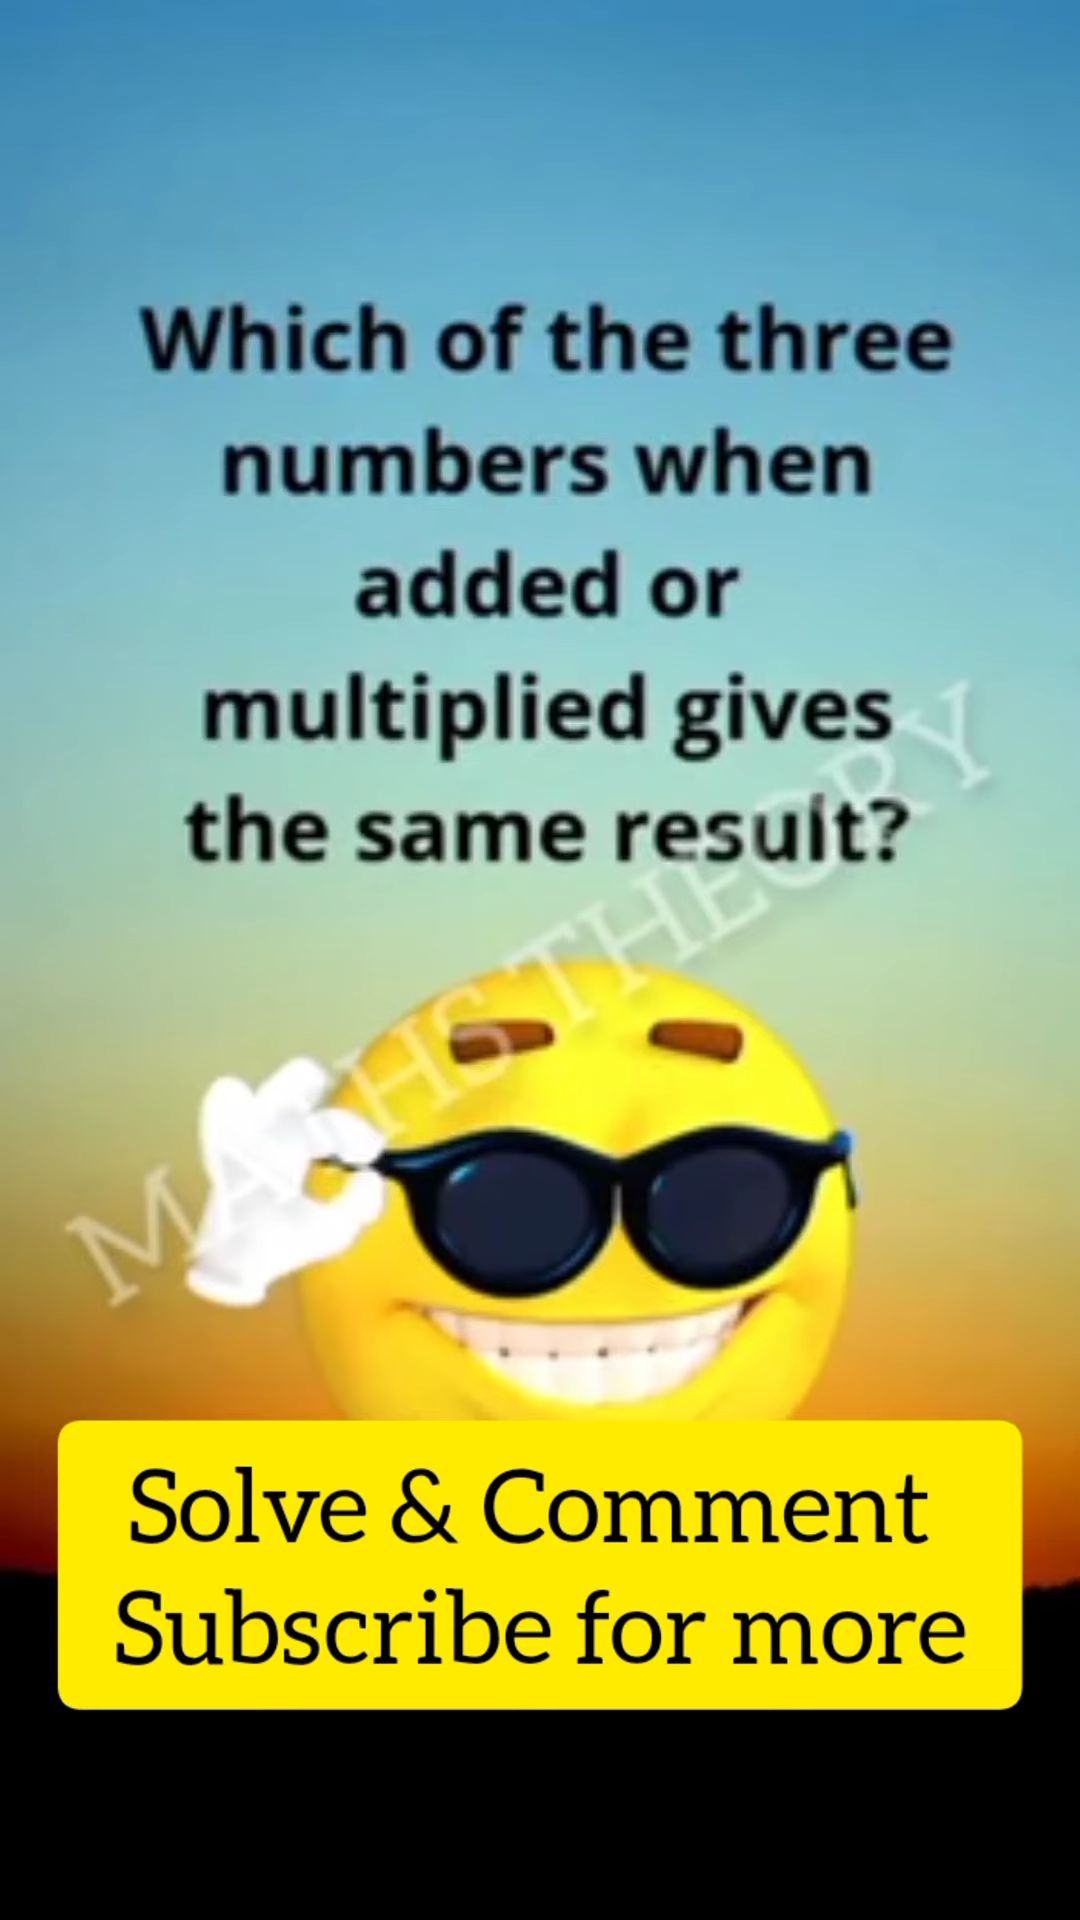 Which of the three
numbers when
added or
multiplied gives
the same result?
MATHS THEORY
Solve & Comment
Subscribe for more